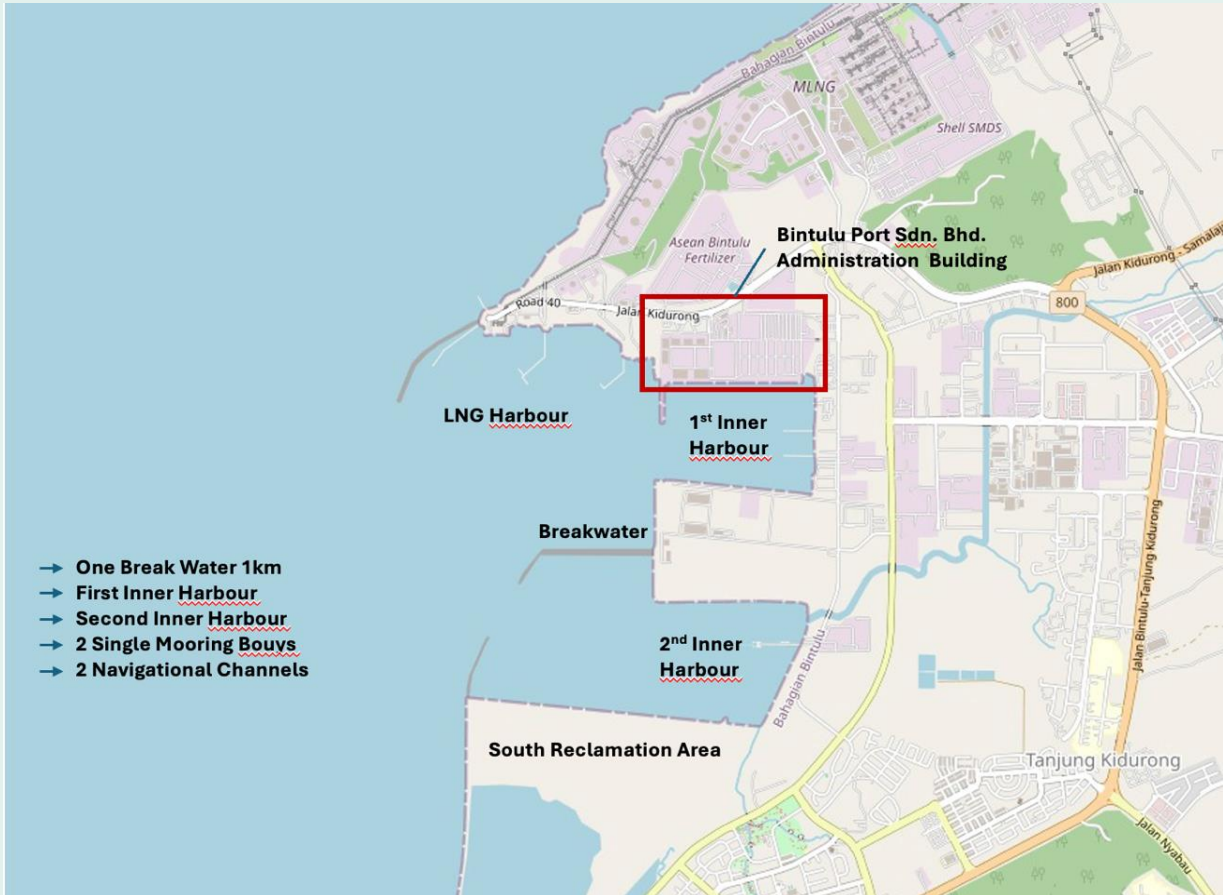 Bahagian Bintulu
MLNG
Shell SMDS
Bintulu Port Sdn. Bhd.
Administration Building
Asean Bintulu
Fertilizer
Jalan Kidurong - Samalaju
Road 40
Jalan Kidurong
800
LNG Harbour
1st Inner
Harbour
Breakwater
→ One Break Water 1km
→ First Inner Harbour
→ Second Inner Harbour
→ 2 Single Mooring Bouys
→ 2 Navigational Channels
2nd Inner
Harbour
Bahagian Bintulu
Jalan Bintulu-Tanjung Kidurong
South Reclamation Area
Tanjung Kidurong
Jalan Nyabau